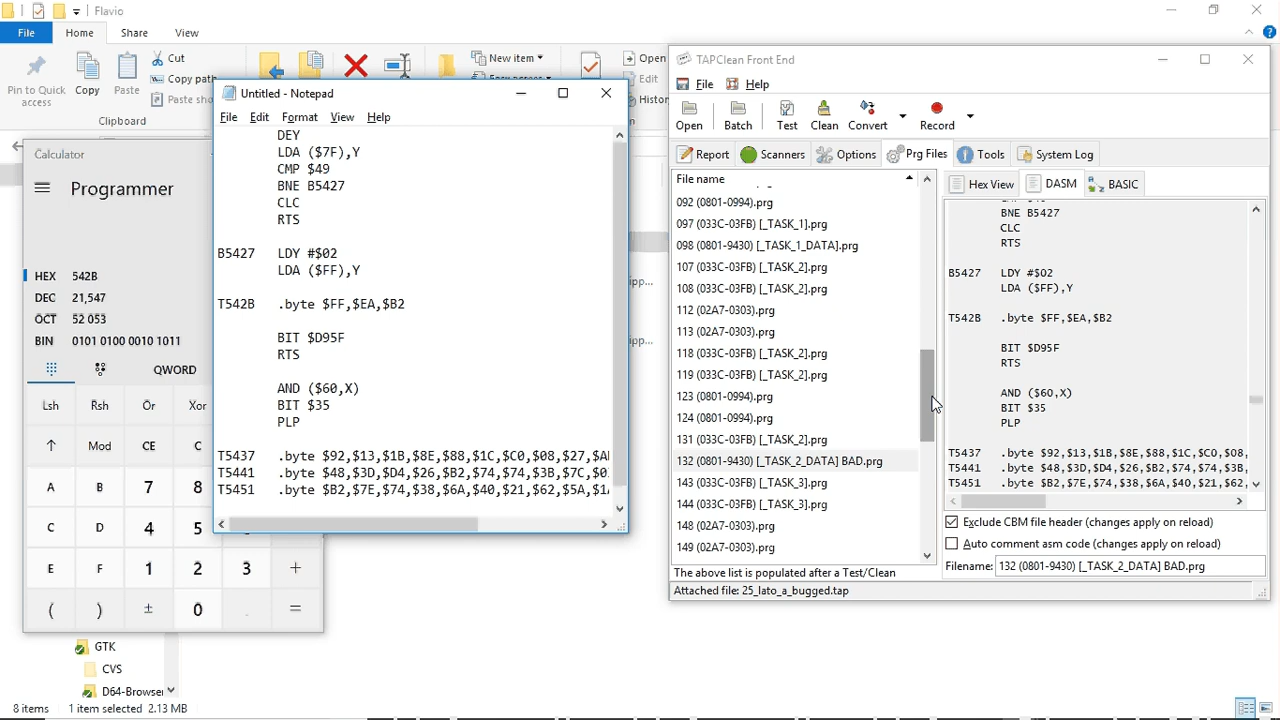 Flavio
File
Home
Share
View
Pin to Quick
access
Copy
Paste
Cut
Copy path
Clipboard
New item
Open
Edit
TAPClean Front End
File
Help
Open
Batch
Test
Clean
Convert
Record
Report
Scanners
Options
Prg Files
Tools
System Log
File name
092 (0801-0994).prg
097 (033C-03FB) [_TASK_1].prg
098 (0801-9430) [_TASK_1_DATA].prg
107 (033C-03FB) [_TASK_2].prg
108 (033C-03FB) [_TASK_2].prg
112 (02A7-0303).prg
113 (02A7-0303).prg
118 (033C-03FB) [_TASK_2].prg
119 (033C-03FB) [_TASK_2].prg
123 (0801-0994).prg
124 (0801-0994).prg
131 (033C-03FB) [_TASK_2].prg
132 (0801-9430) [_TASK_2_DATA] BAD.prg
143 (033C-03FB) [_TASK_3].prg
144 (033C-03FB) [_TASK_3].prg
148 (02A7-0303).prg
149 (02A7-0303).prg
The above list is populated after a Test/Clean
Attached file: 25_lato_a_bugged.tap
Hex View
DASM
BASIC
BNE B5427
CLC
RTS
B5427 LDY #$02
LDA ($FF),Y
T542B .byte $FF,$EA,$B2
BIT $D95F
RTS
AND ($60,X)
BIT $35
PLP
T5437 .byte $92,$13,$1B,$8E,$88,$1C,$C0,$08,
T5441 .byte $48,$3D,$D4,$26,$B2,$74,$74,$3B,
T5451 .byte $B2,$7E,$74,$38,$6A,$40,$21,$62,
Exclude CBM file header (changes apply on reload)
Auto comment asm code (changes apply on reload)
Filename: 132 (0801-9430) [_TASK_2_DATA] BAD.prg
Untitled - Notepad
File Edit Format View Help
DEY
LDA ($7F),Y
CMP $49
BNE B5427
CLC
RTS
B5427 LDY #$02
LDA ($FF),Y
T542B .byte $FF,$EA,$B2
BIT $D95F
RTS
AND ($60,X)
BIT $35
PLP
T5437 .byte $92,$13,$1B,$8E,$88,$1C,$C0,$08,$27,
T5441 .byte $48,$3D,$D4,$26,$B2,$74,$74,$3B,$7C,
T5451 .byte $B2,$7E,$74,$38,$6A,$40,$21,$62,$5A,
Calculator
Programmer
HEX 542B
DEC 21,547
OCT 52 053
BIN 0101 0100 0010 1011
QWORD
Lsh Rsh Or Xor
↑ Mod CE C
A B 7 8
C D 4 5
E F 1 2 3 +
( ) ± 0 . =
GTK
CVS
D64-Browser
8 items 1 item selected 2.13 MB